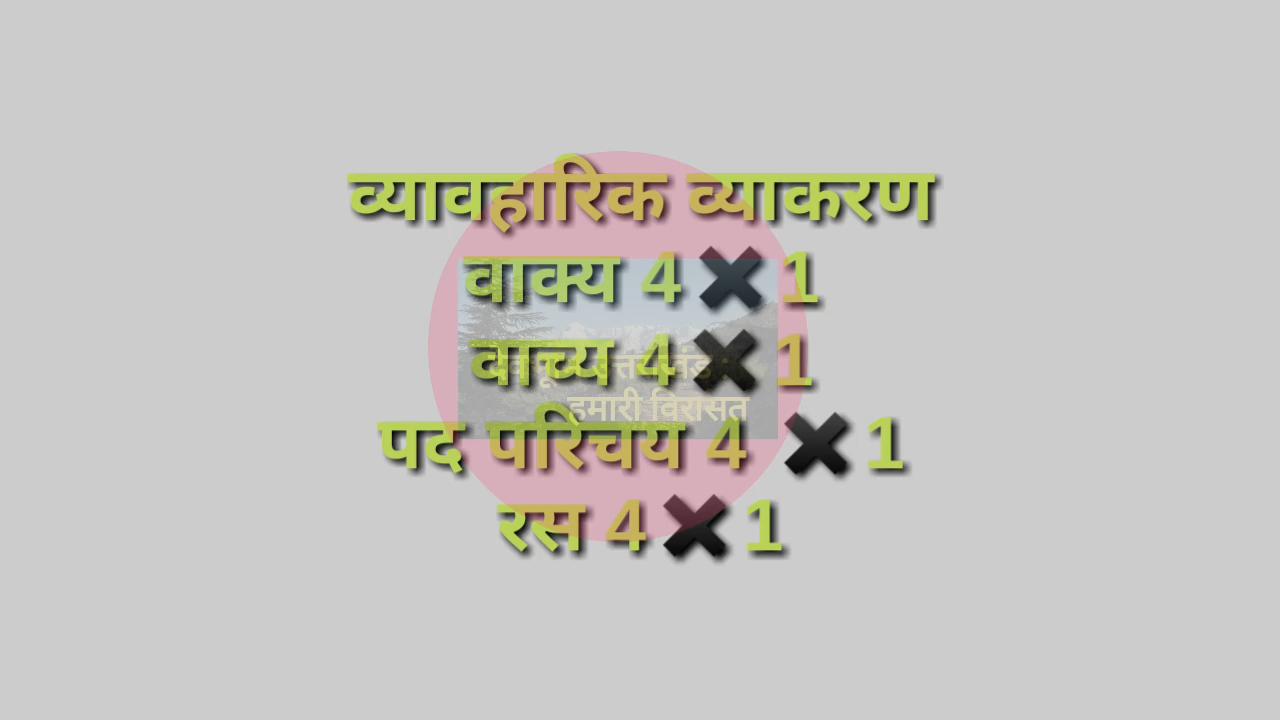 व्यावहारिक व्याकरण
वाक्य 4✖1
वाच्य 4✖1
पद परिचय 4 ✖1
रस 4✖1
हमारी विरासत